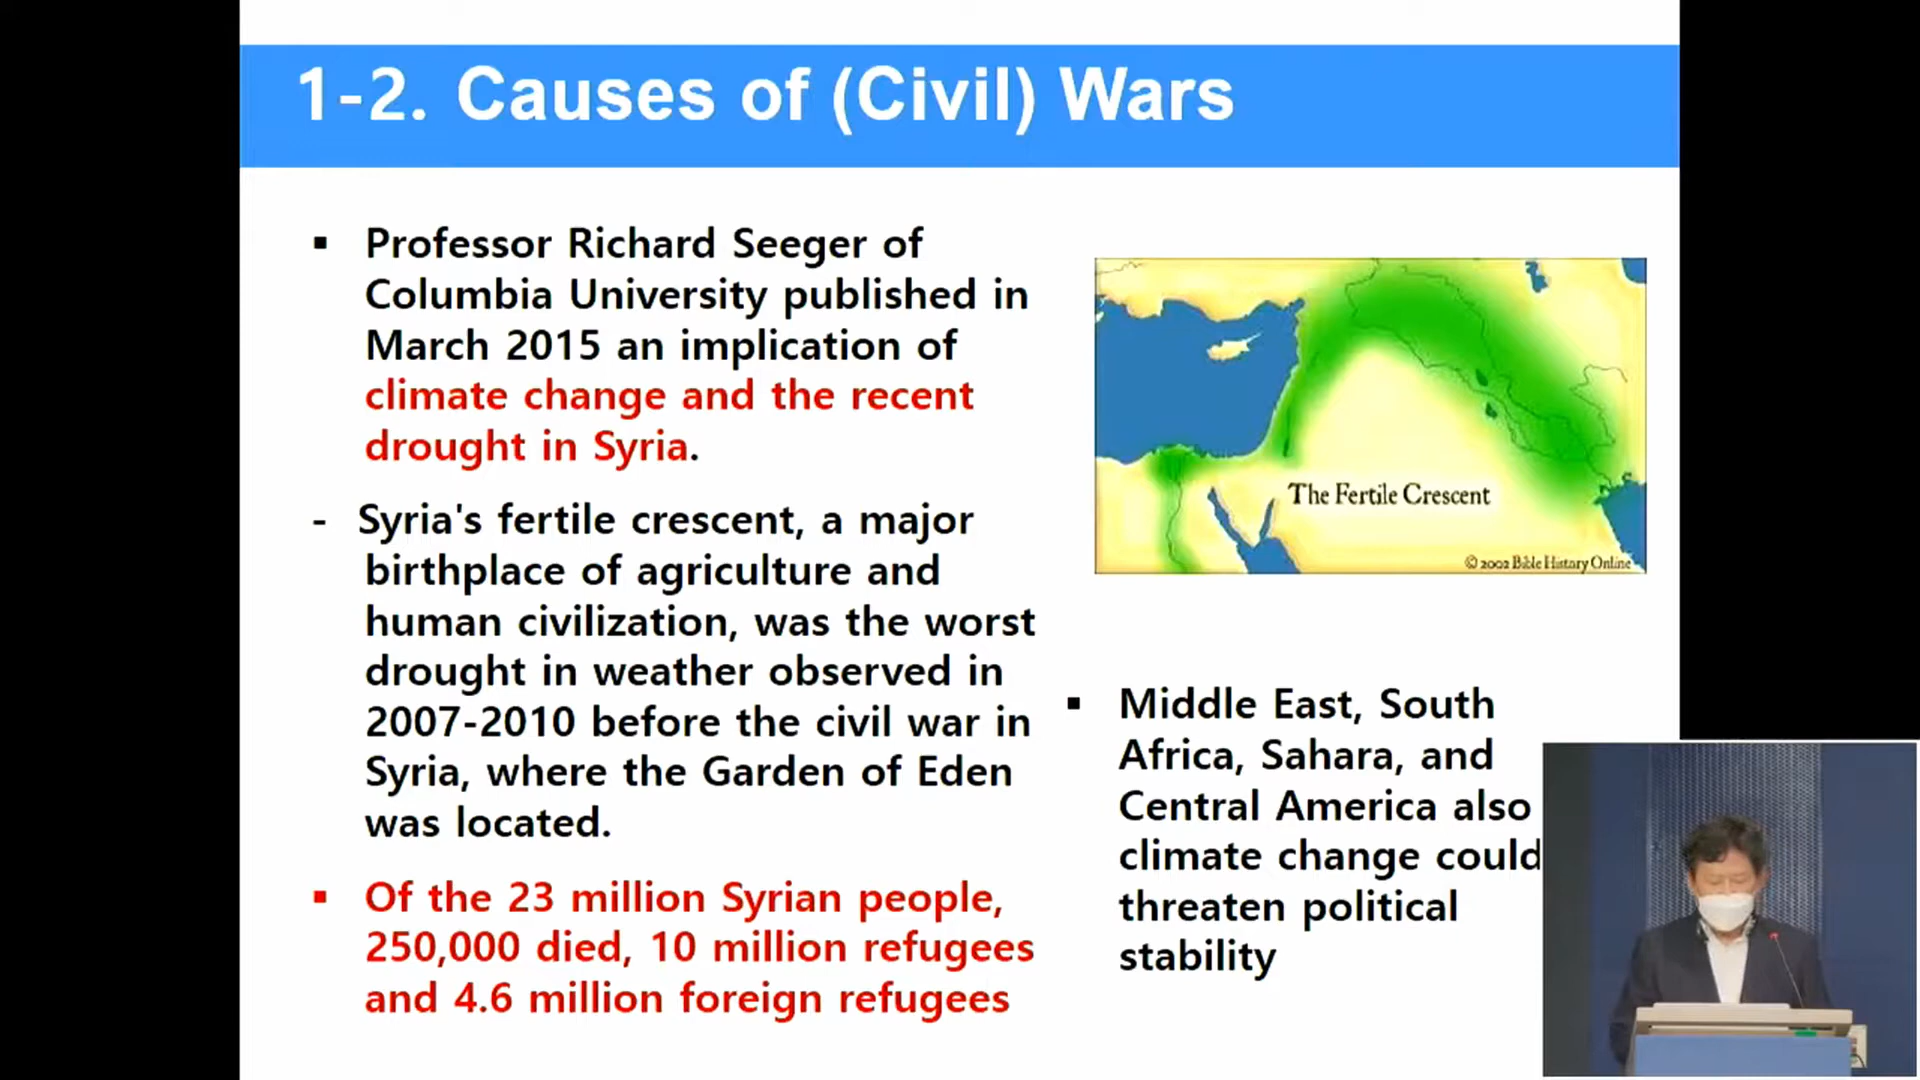 1-2. Causes of (Civil) Wars
▪ Professor Richard Seeger of
Columbia University published in
March 2015 an implication of
climate change and the recent
drought in Syria.
- Syria's fertile crescent, a major
birthplace of agriculture and
human civilization, was the worst
drought in weather observed in
2007-2010 before the civil war in
Syria, where the Garden of Eden
was located.
▪ Of the 23 million Syrian people,
250,000 died, 10 million refugees
and 4.6 million foreign refugees
The Fertile Crescent
© 2002 Bible History Online
▪ Middle East, South
Africa, Sahara, and
Central America also
climate change could
threaten political
stability